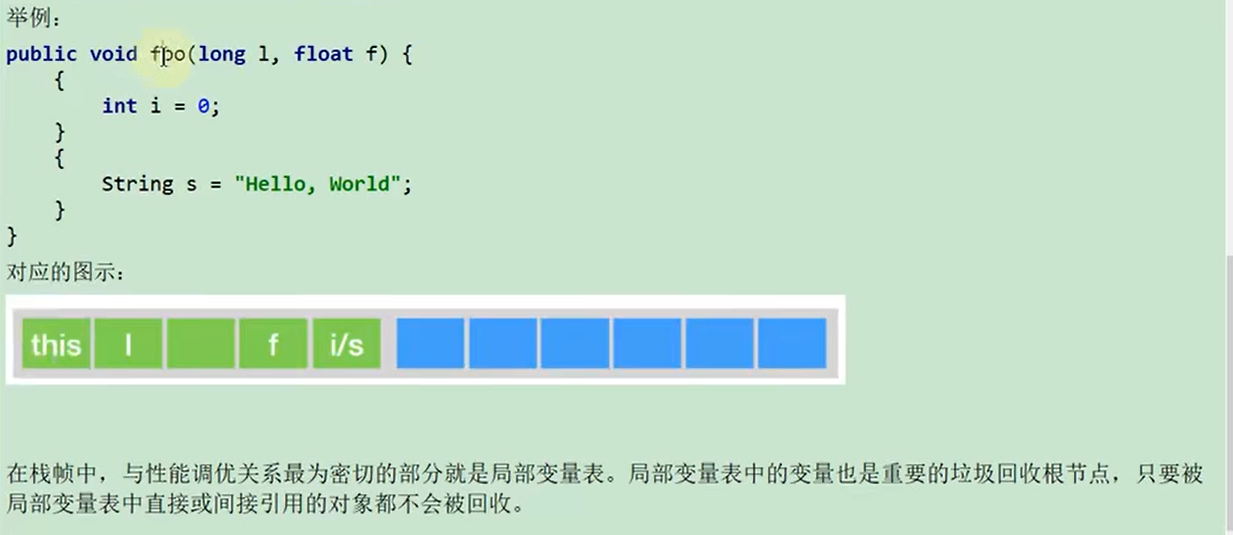 举例：
public void foo(long l, float f) {
{
int i = 0;
}
{
String s = "Hello, World";
}
}
对应的图示：
this l f i/s
在栈帧中，与性能调优关系最为密切的部分就是局部变量表。局部变量表中的变量也是重要的垃圾回收根节点，只要被
局部变量表中直接或间接引用的对象都不会被回收。